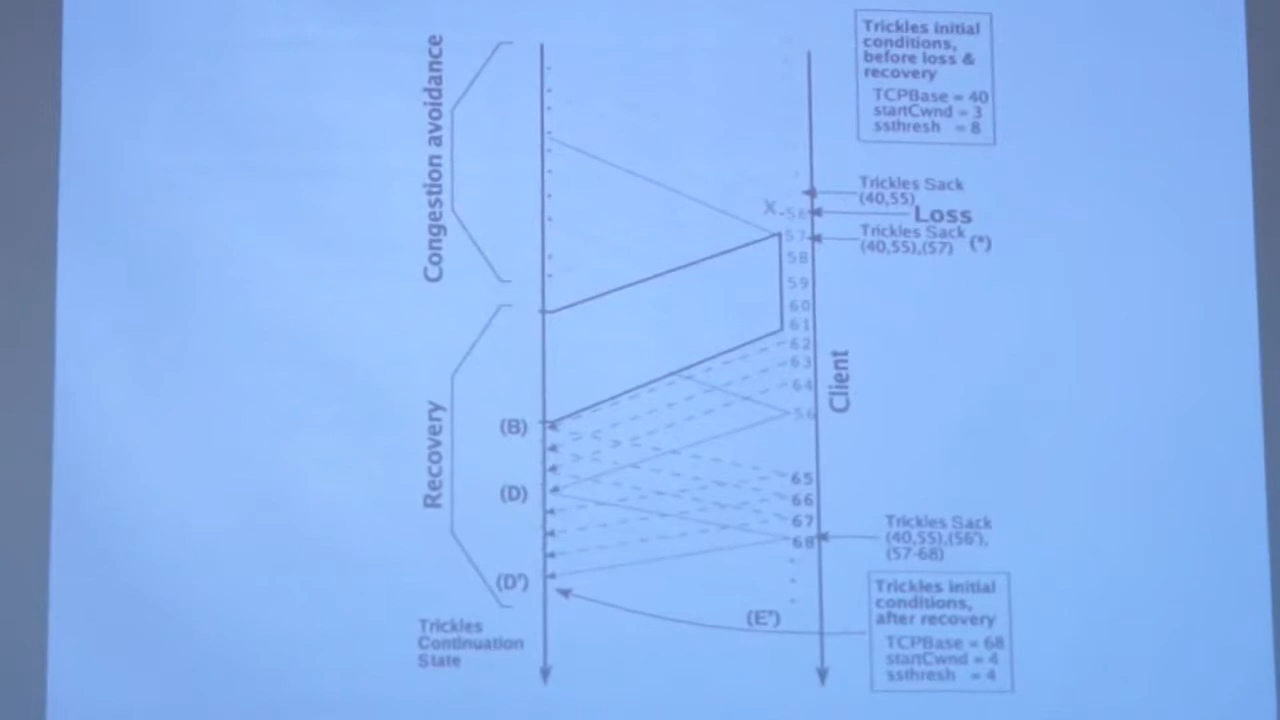 Trickles Initial
conditions,
before loss &
recovery
TCPBase = 40
startCwnd = 3
ssthresh = 8
Congestion avoidance
Trickles Sack
(40,55)
X
56
Loss
57
Trickles Sack
(40,55),(57) (*)
58
59
60
61
62
63
64
56
Client
Recovery
(B)
65
(D)
66
67
68
Trickles Sack
(40,55),(56'),
(57-68)
(D')
Trickles Initial
conditions,
after recovery
TCPBase = 68
startCwnd = 4
ssthresh = 4
(E')
Trickles
Continuation
State